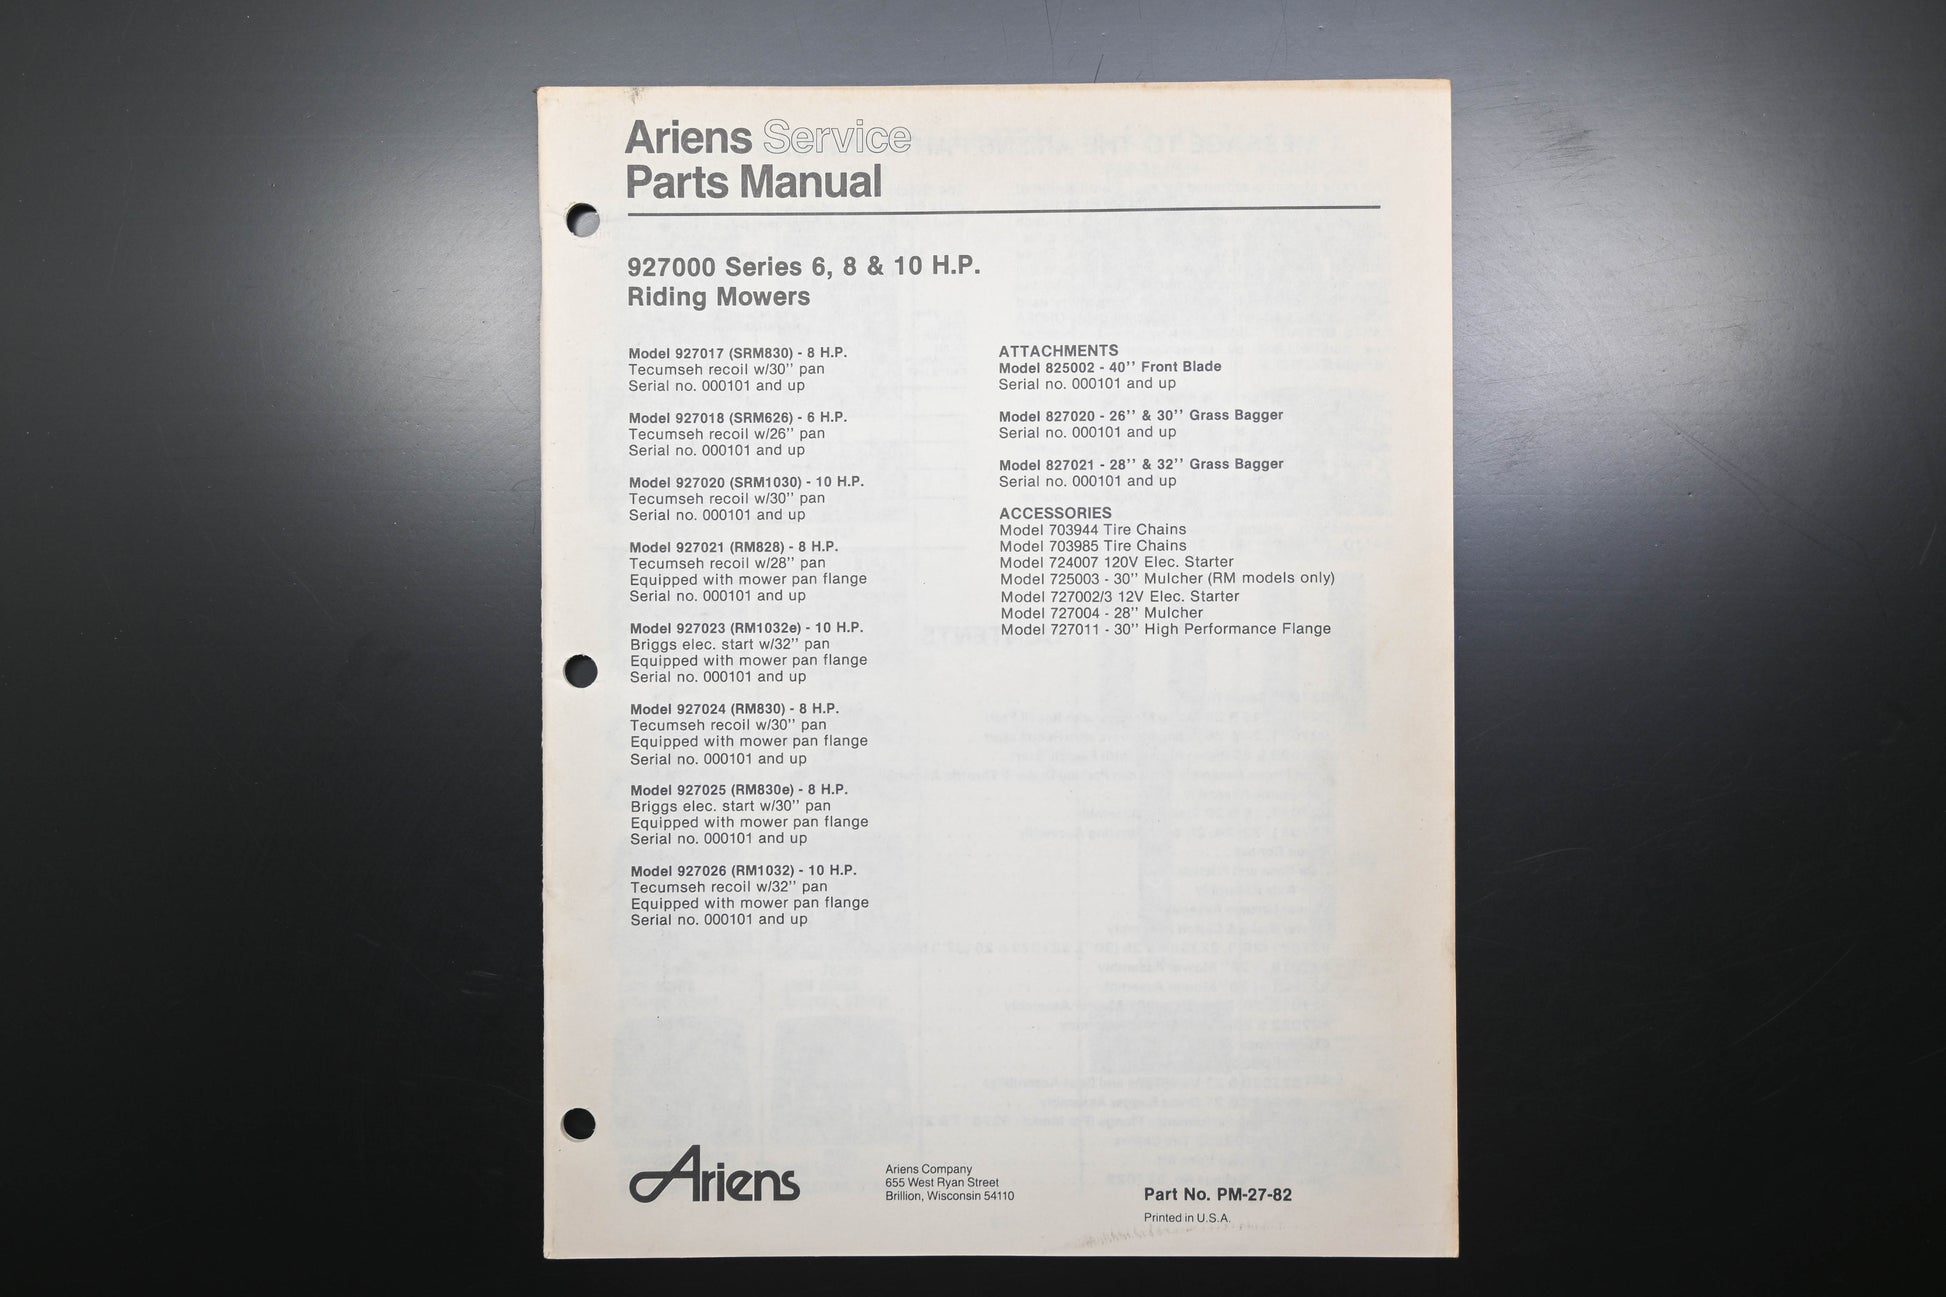 Ariens Service
Parts Manual
927000 Series 6, 8 & 10 H.P.
Riding Mowers
Model 927017 (SRM830) - 8 H.P.
Tecumseh recoil w/30'' pan
Serial no. 000101 and up
Model 927018 (SRM626) - 6 H.P.
Tecumseh recoil w/26'' pan
Serial no. 000101 and up
Model 927020 (SRM1030) - 10 H.P.
Tecumseh recoil w/30'' pan
Serial no. 000101 and up
Model 927021 (RM828) - 8 H.P.
Tecumseh recoil w/28'' pan
Equipped with mower pan flange
Serial no. 000101 and up
Model 927023 (RM1032e) - 10 H.P.
Briggs elec. start w/32'' pan
Equipped with mower pan flange
Serial no. 000101 and up
Model 927024 (RM830) - 8 H.P.
Tecumseh recoil w/30'' pan
Equipped with mower pan flange
Serial no. 000101 and up
Model 927025 (RM830e) - 8 H.P.
Briggs elec. start w/30'' pan
Equipped with mower pan flange
Serial no. 000101 and up
Model 927026 (RM1032) - 10 H.P.
Tecumseh recoil w/32'' pan
Equipped with mower pan flange
Serial no. 000101 and up
ATTACHMENTS
Model 825002 - 40'' Front Blade
Serial no. 000101 and up
Model 827020 - 26'' & 30'' Grass Bagger
Serial no. 000101 and up
Model 827021 - 28'' & 32'' Grass Bagger
Serial no. 000101 and up
ACCESSORIES
Model 703944 Tire Chains
Model 703985 Tire Chains
Model 724007 120V Elec. Starter
Model 725003 - 30'' Mulcher (RM models only)
Model 727002/3 12V Elec. Starter
Model 727004 - 28'' Mulcher
Model 727011 - 30'' High Performance Flange
Ariens
Ariens Company
655 West Ryan Street
Brillion, Wisconsin 54110
Part No. PM-27-82
Printed in U.S.A.